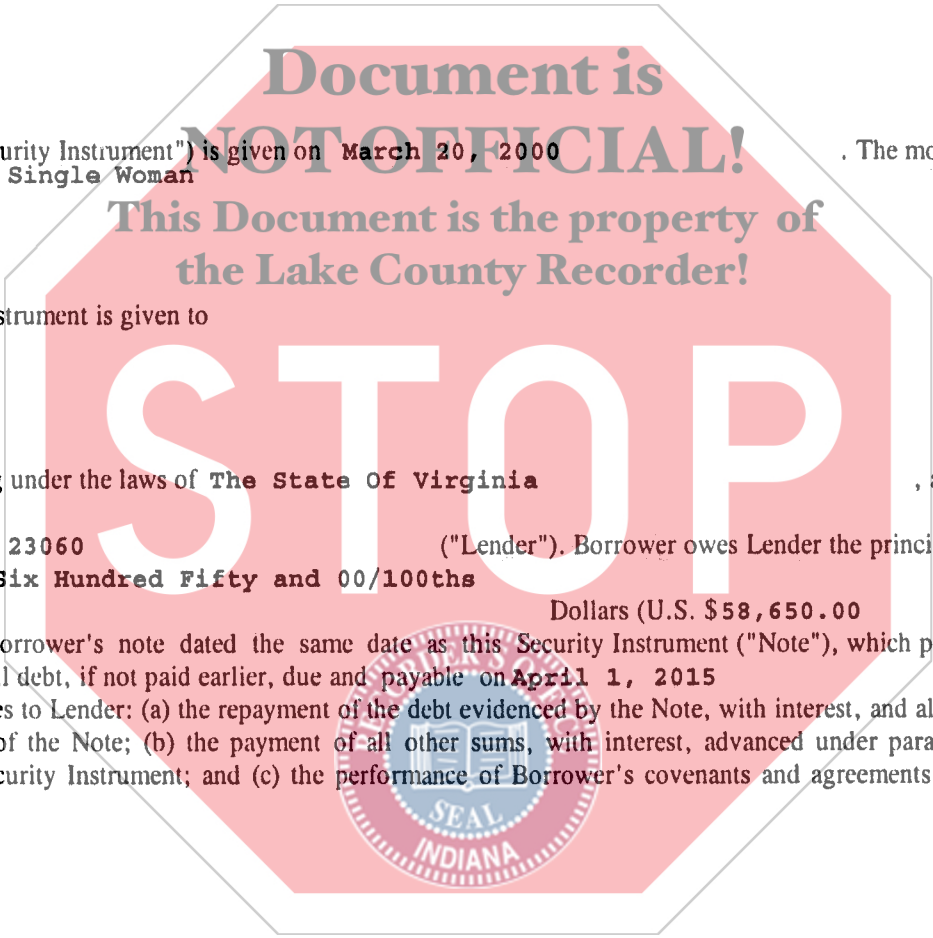 Document is
NOT OFFICIAL!
urity Instrument") is given on March 20, 2000 . The mo
Single Woman
This Document is the property of
the Lake County Recorder!
strument is given to
STOP
under the laws of The State Of Virginia ,
23060 ("Lender"). Borrower owes Lender the princi
Six Hundred Fifty and 00/100ths
Dollars (U.S. $58,650.00
orrower's note dated the same date as this Security Instrument ("Note"), which p
l debt, if not paid earlier, due and payable on April 1, 2015
es to Lender: (a) the repayment of the debt evidenced by the Note, with interest, and al
of the Note; (b) the payment of all other sums, with interest, advanced under para
curity Instrument; and (c) the performance of Borrower's covenants and agreements
RECORDER'S OFFIC
SEAL
INDIANA